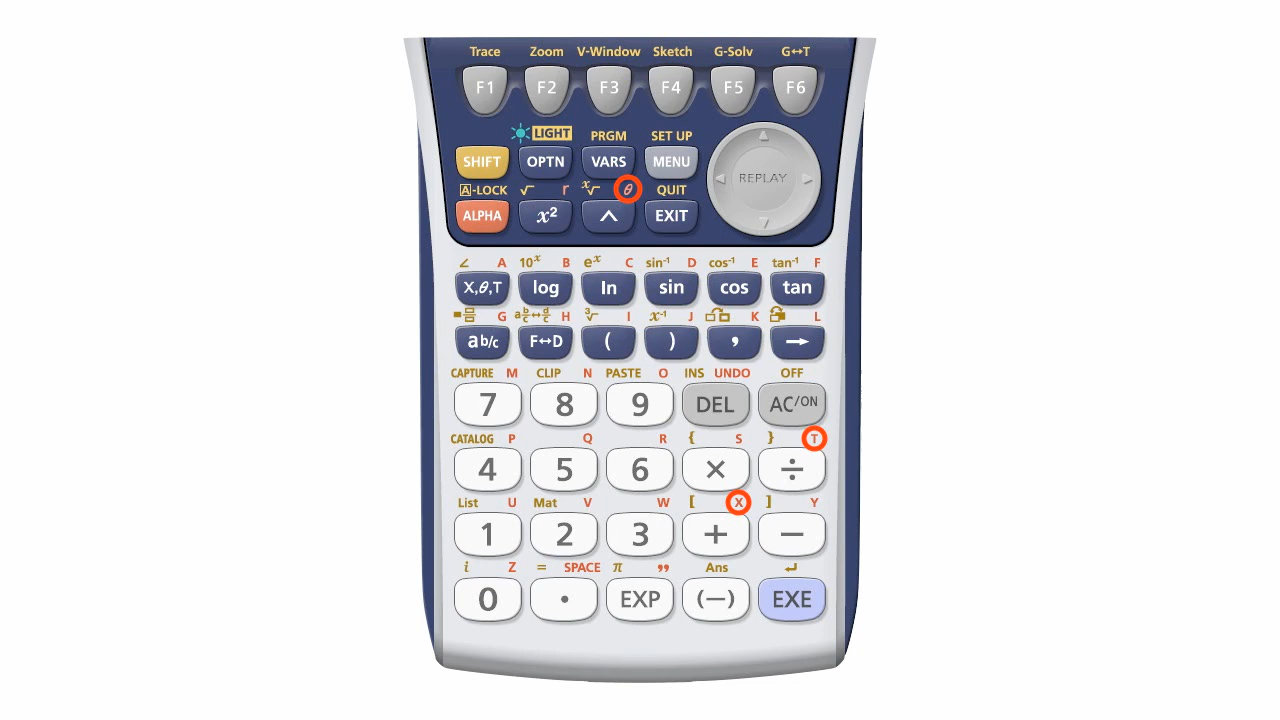 Trace Zoom V-Window Sketch G-Solv G↔T
F1 F2 F3 F4 F5 F6
LIGHT PRGM SET UP
SHIFT OPTN VARS MENU REPLAY
A-LOCK √ r ˣ√ θ QUIT
ALPHA x² ∧ EXIT
∠ A 10ˣ B eˣ C sin⁻¹ D cos⁻¹ E tan⁻¹ F
X,θ,T log ln sin cos tan
G a b/c↔d/c H ³√ I x⁻¹ J K L
a b/c F↔D ( ) , →
CAPTURE M CLIP N PASTE O INS UNDO OFF
7 8 9 DEL AC/ON
CATALOG P Q R { S } T
4 5 6 × ÷
List U Mat V W [ X ] Y
1 2 3 + −
i Z = SPACE π " Ans ↵
0 • EXP (−) EXE